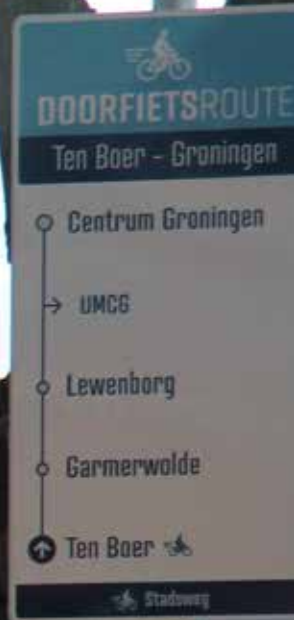 DOORFIETSROUTE
Ten Boer - Groningen
Centrum Groningen
UMCG
Lewenborg
Garmerwolde
Ten Boer
Stadsweg